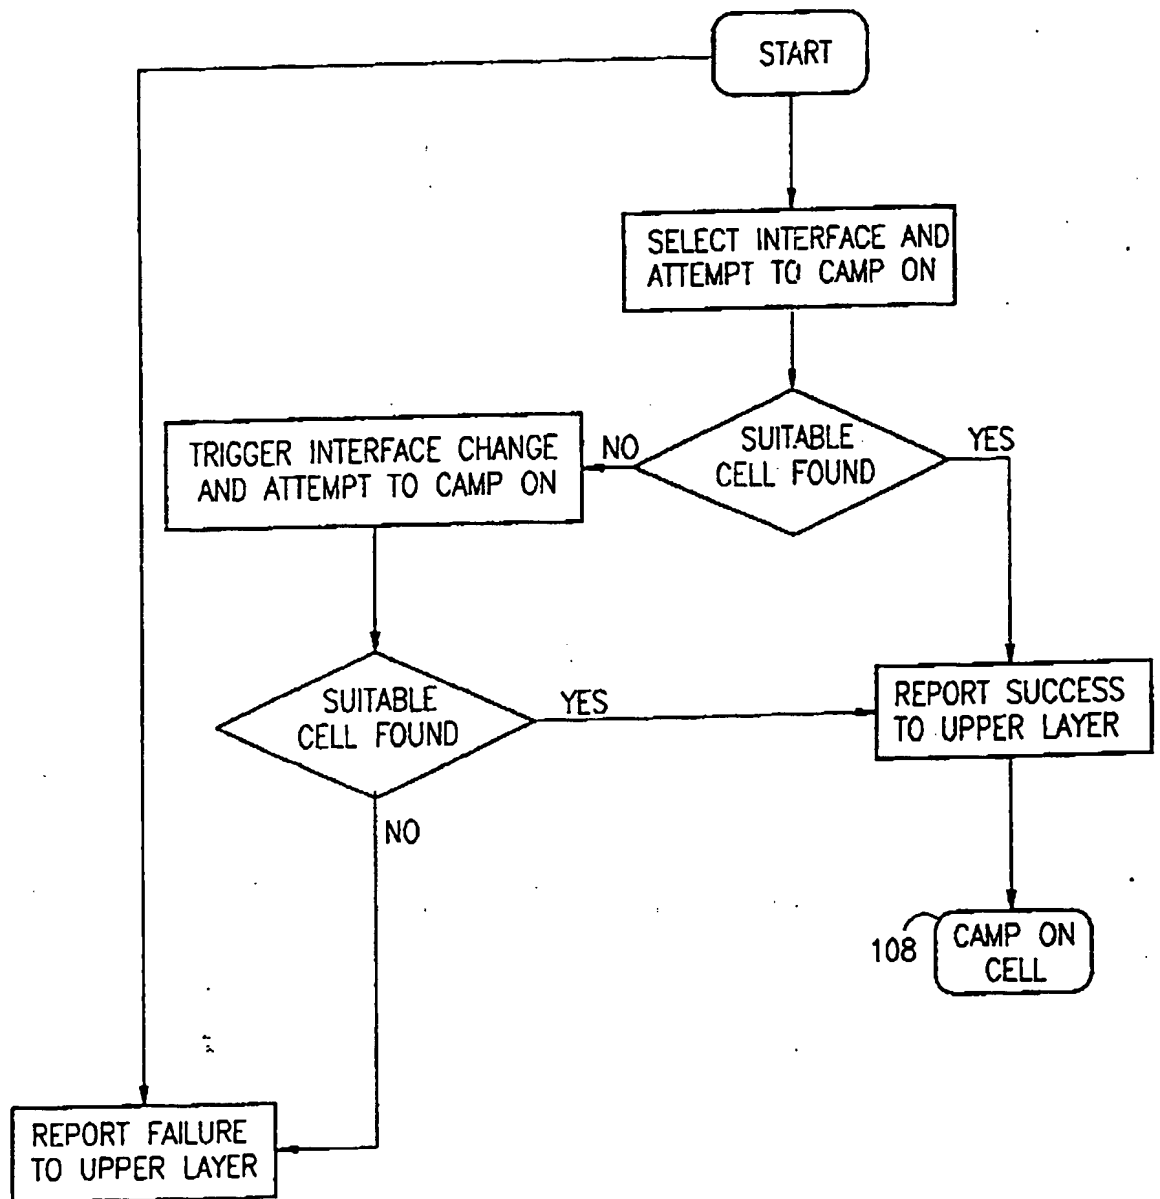 START
SELECT INTERFACE AND
ATTEMPT TO CAMP ON
SUITABLE
CELL FOUND
NO
YES
TRIGGER INTERFACE CHANGE
AND ATTEMPT TO CAMP ON
SUITABLE
CELL FOUND
YES
NO
REPORT SUCCESS
TO UPPER LAYER
108
CAMP ON
CELL
REPORT FAILURE
TO UPPER LAYER